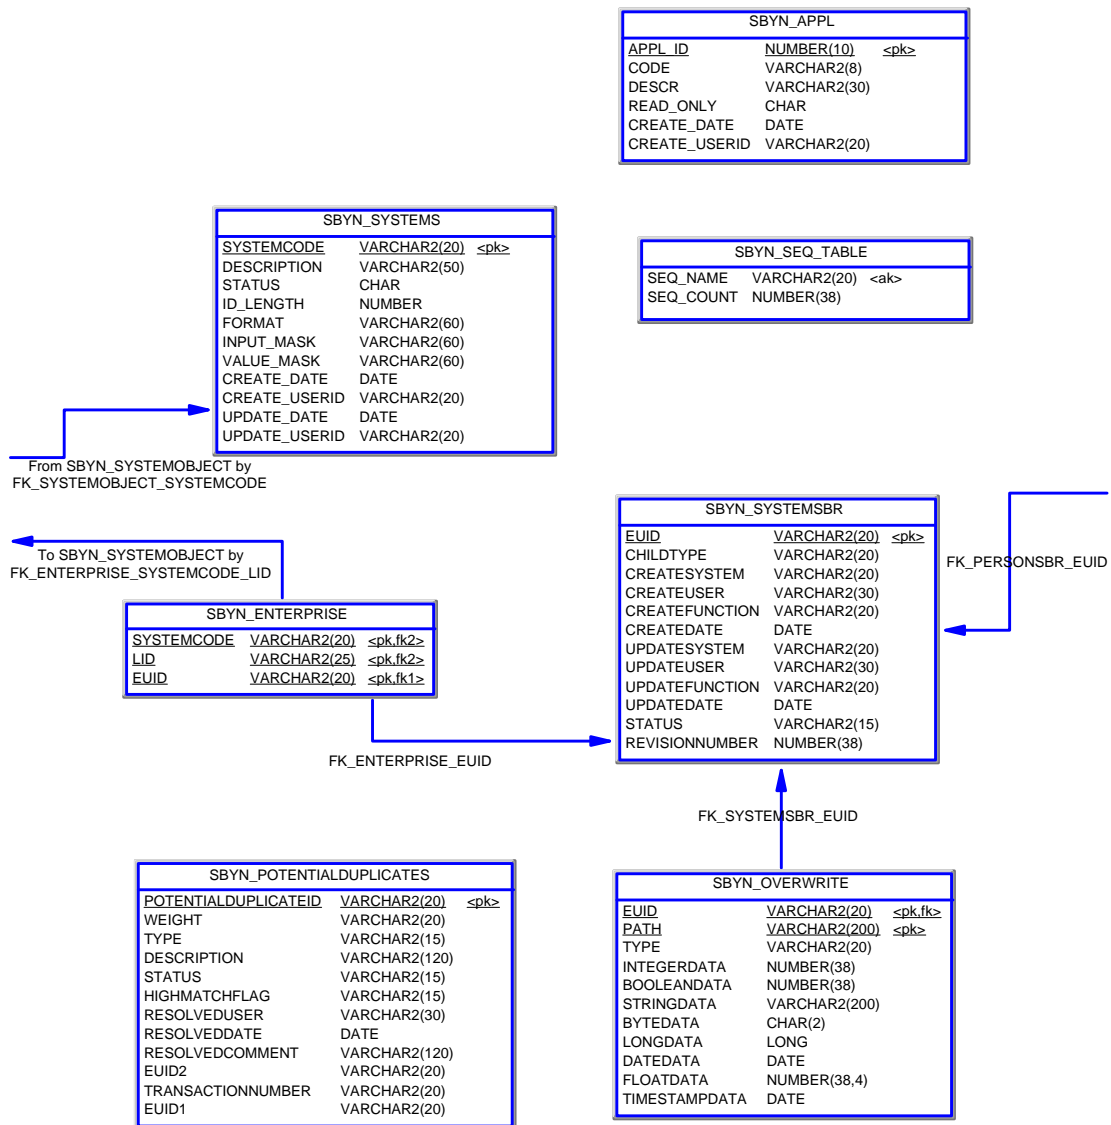 SBYN_APPL
APPL_ID NUMBER(10) <pk>
CODE VARCHAR2(8)
DESCR VARCHAR2(30)
READ_ONLY CHAR
CREATE_DATE DATE
CREATE_USERID VARCHAR2(20)
SBYN_SYSTEMS
SYSTEMCODE VARCHAR2(20) <pk>
DESCRIPTION VARCHAR2(50)
STATUS CHAR
ID_LENGTH NUMBER
FORMAT VARCHAR2(60)
INPUT_MASK VARCHAR2(60)
VALUE_MASK VARCHAR2(60)
CREATE_DATE DATE
CREATE_USERID VARCHAR2(20)
UPDATE_DATE DATE
UPDATE_USERID VARCHAR2(20)
SBYN_SEQ_TABLE
SEQ_NAME VARCHAR2(20) <ak>
SEQ_COUNT NUMBER(38)
From SBYN_SYSTEMOBJECT by
FK_SYSTEMOBJECT_SYSTEMCODE
To SBYN_SYSTEMOBJECT by
FK_ENTERPRISE_SYSTEMCODE_LID
SBYN_ENTERPRISE
SYSTEMCODE VARCHAR2(20) <pk,fk2>
LID VARCHAR2(25) <pk,fk2>
EUID VARCHAR2(20) <pk,fk1>
FK_ENTERPRISE_EUID
SBYN_SYSTEMSBR
EUID VARCHAR2(20) <pk>
CHILDTYPE VARCHAR2(20)
CREATESYSTEM VARCHAR2(20)
CREATEUSER VARCHAR2(30)
CREATEFUNCTION VARCHAR2(20)
CREATEDATE DATE
UPDATESYSTEM VARCHAR2(20)
UPDATEUSER VARCHAR2(30)
UPDATEFUNCTION VARCHAR2(20)
UPDATEDATE DATE
STATUS VARCHAR2(15)
REVISIONNUMBER NUMBER(38)
FK_PERSONSBR_EUID
FK_SYSTEMSBR_EUID
SBYN_POTENTIALDUPLICATES
POTENTIALDUPLICATEID VARCHAR2(20) <pk>
WEIGHT VARCHAR2(20)
TYPE VARCHAR2(15)
DESCRIPTION VARCHAR2(120)
STATUS VARCHAR2(15)
HIGHMATCHFLAG VARCHAR2(15)
RESOLVEDUSER VARCHAR2(30)
RESOLVEDDATE DATE
RESOLVEDCOMMENT VARCHAR2(120)
EUID2 VARCHAR2(20)
TRANSACTIONNUMBER VARCHAR2(20)
EUID1 VARCHAR2(20)
SBYN_OVERWRITE
EUID VARCHAR2(20) <pk,fk>
PATH VARCHAR2(200) <pk>
TYPE VARCHAR2(20)
INTEGERDATA NUMBER(38)
BOOLEANDATA NUMBER(38)
STRINGDATA VARCHAR2(200)
BYTEDATA CHAR(2)
LONGDATA LONG
DATEDATA DATE
FLOATDATA NUMBER(38,4)
TIMESTAMPDATA DATE